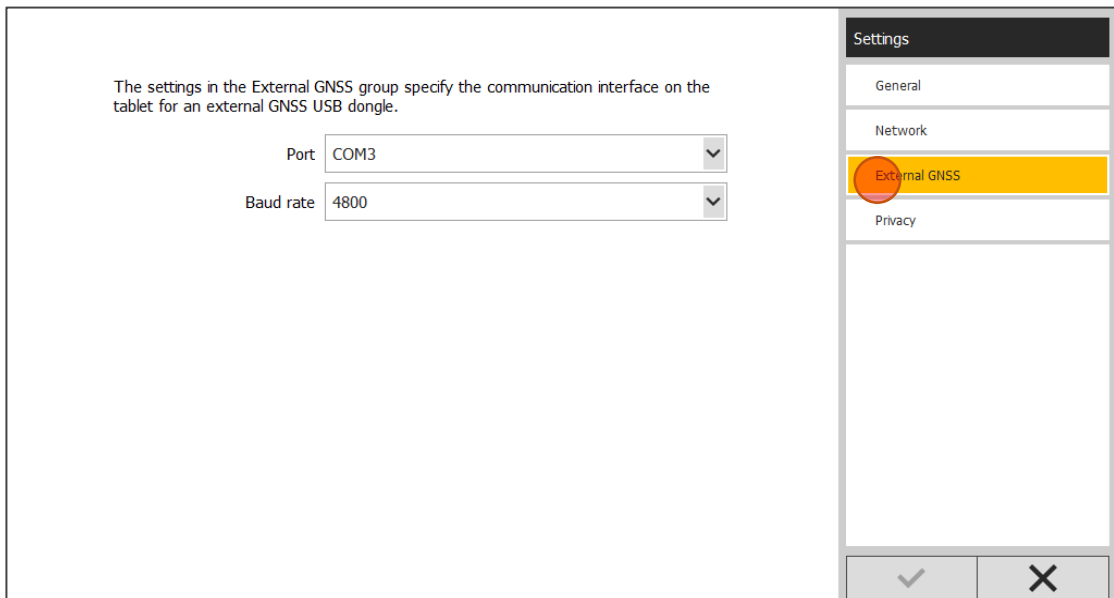 The settings in the External GNSS group specify the communication interface on the
tablet for an external GNSS USB dongle.
Port COM3
Baud rate 4800
Settings
General
Network
External GNSS
Privacy